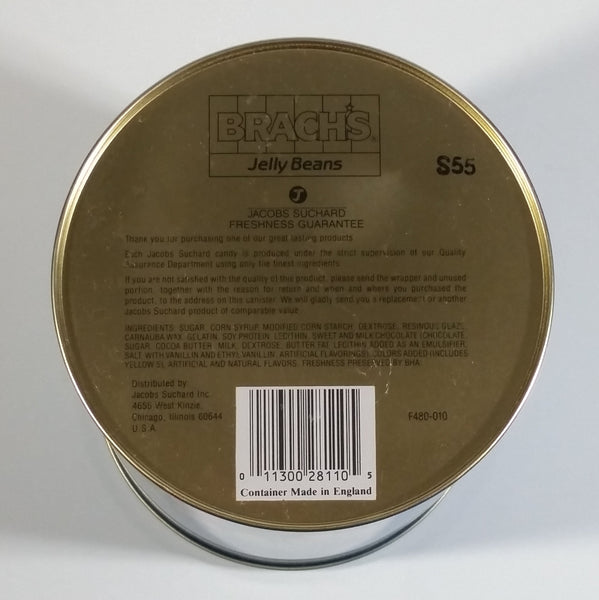 BRACH'S
Jelly Beans
S55
J
JACOBS SUCHARD
FRESHNESS GUARANTEE
Thank you for purchasing one of our great tasting products
Each Jacobs Suchard candy is produced under the strict supervision of our Quality
Assurance Department using only the finest ingredients
If you are not satisfied with the quality of this product, please send the wrapper and unused
portion, together with the reason for return and when and where you purchased the
product, to the address on this canister. We will gladly send you a replacement or another
Jacobs Suchard product of comparable value
INGREDIENTS: SUGAR, CORN SYRUP, MODIFIED CORN STARCH, DEXTROSE, RESINOUS GLAZE,
CARNAUBA WAX, GELATIN, SOY PROTEIN, LECITHIN, SWEET AND MILK CHOCOLATE (CHOCOLATE,
SUGAR, COCOA BUTTER, MILK, DEXTROSE, BUTTER FAT, LECITHIN ADDED AS AN EMULSIFIER,
SALT WITH VANILLIN AND ETHYL VANILLIN, ARTIFICIAL FLAVORINGS), COLORS ADDED (INCLUDES
YELLOW 5), ARTIFICIAL AND NATURAL FLAVORS. FRESHNESS PRESERVED BY BHA.
Distributed by
Jacobs Suchard Inc.
4656 West Kinzie,
Chicago, Illinois 60644
U.S.A.
F480-010
0 11300 28110 5
Container Made in England